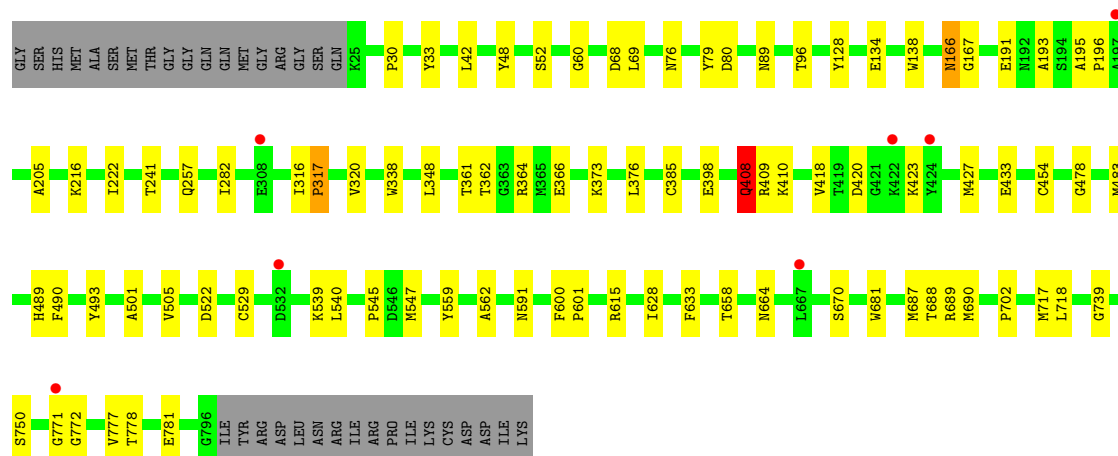 GLY SER HIS MET ALA SER MET THR GLY GLY GLN GLN MET GLY ARG GLY SER GLN K25 P30 Y33 L42 Y48 S52 G60 D68 L69 N76 Y79 D80 N89 T96 Y128 E134 W138 N166 G167 E191 N192 A193 S194 A195 P196 A197
A205 K216 I222 T241 Q257 I282 E308 I316 P317 V320 W338 L348 T361 T362 G363 R364 M365 E366 K373 L376 C385 E398 Q408 R409 K410 V418 T419 D420 G421 K422 K423 Y424 M427 E433 C454 G478 M483
H489 F490 Y493 A501 V505 D522 C529 D532 K539 L540 P545 D546 M547 Y559 A562 N591 F600 P601 R615 I628 F633 T658 N664 L667 S670 W681 M687 T688 R689 M690 P702 M717 L718 G739
S750 G771 G772 V777 T778 E781 G796 ILE TYR ARG ASP LEU ASN ARG ILE ARG PRO ILE LYS CYS ASP ASP ILE LYS